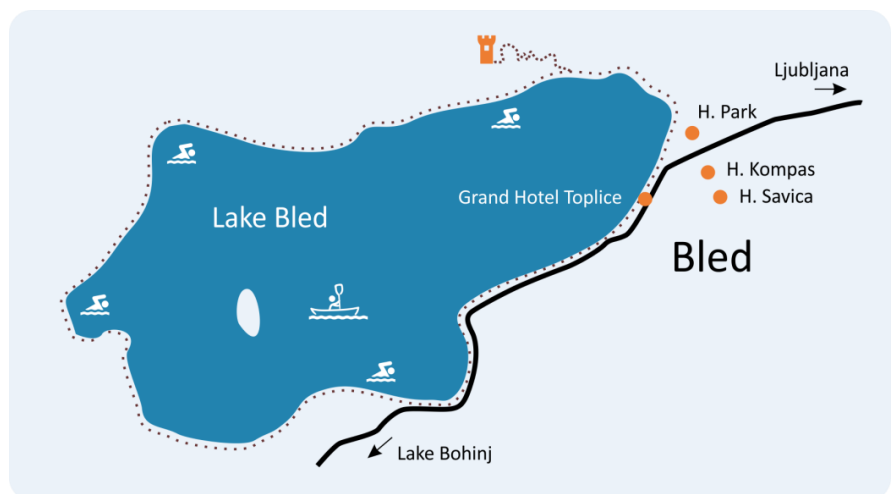 Ljubljana
H. Park
H. Kompas
Grand Hotel Toplice
H. Savica
Lake Bled
Bled
Lake Bohinj